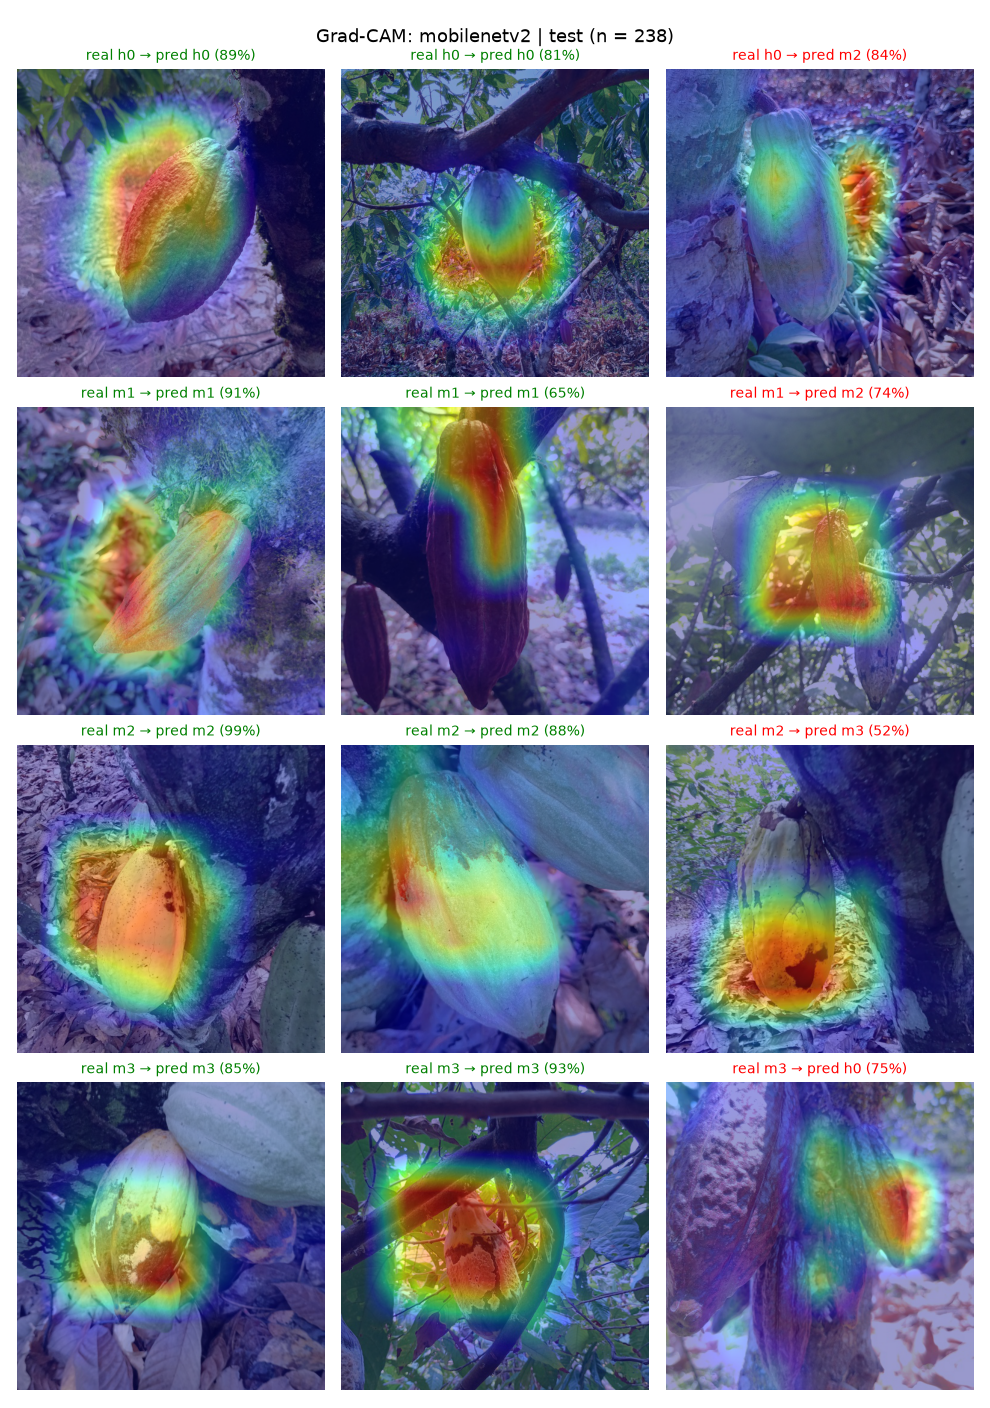 Grad-CAM: mobilenetv2 | test (n = 238)
real h0 → pred h0 (89%)
real h0 → pred h0 (81%)
real h0 → pred m2 (84%)
real m1 → pred m1 (91%)
real m1 → pred m1 (65%)
real m1 → pred m2 (74%)
real m2 → pred m2 (99%)
real m2 → pred m2 (88%)
real m2 → pred m3 (52%)
real m3 → pred m3 (85%)
real m3 → pred m3 (93%)
real m3 → pred h0 (75%)